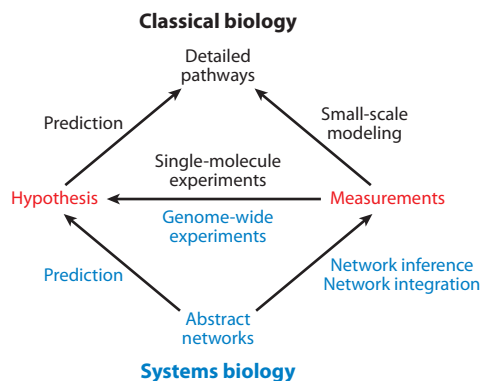 Classical biology
Detailed
pathways
Prediction
Small-scale
modeling
Single-molecule
experiments
Hypothesis
Measurements
Genome-wide
experiments
Prediction
Network inference
Network integration
Abstract
networks
Systems biology